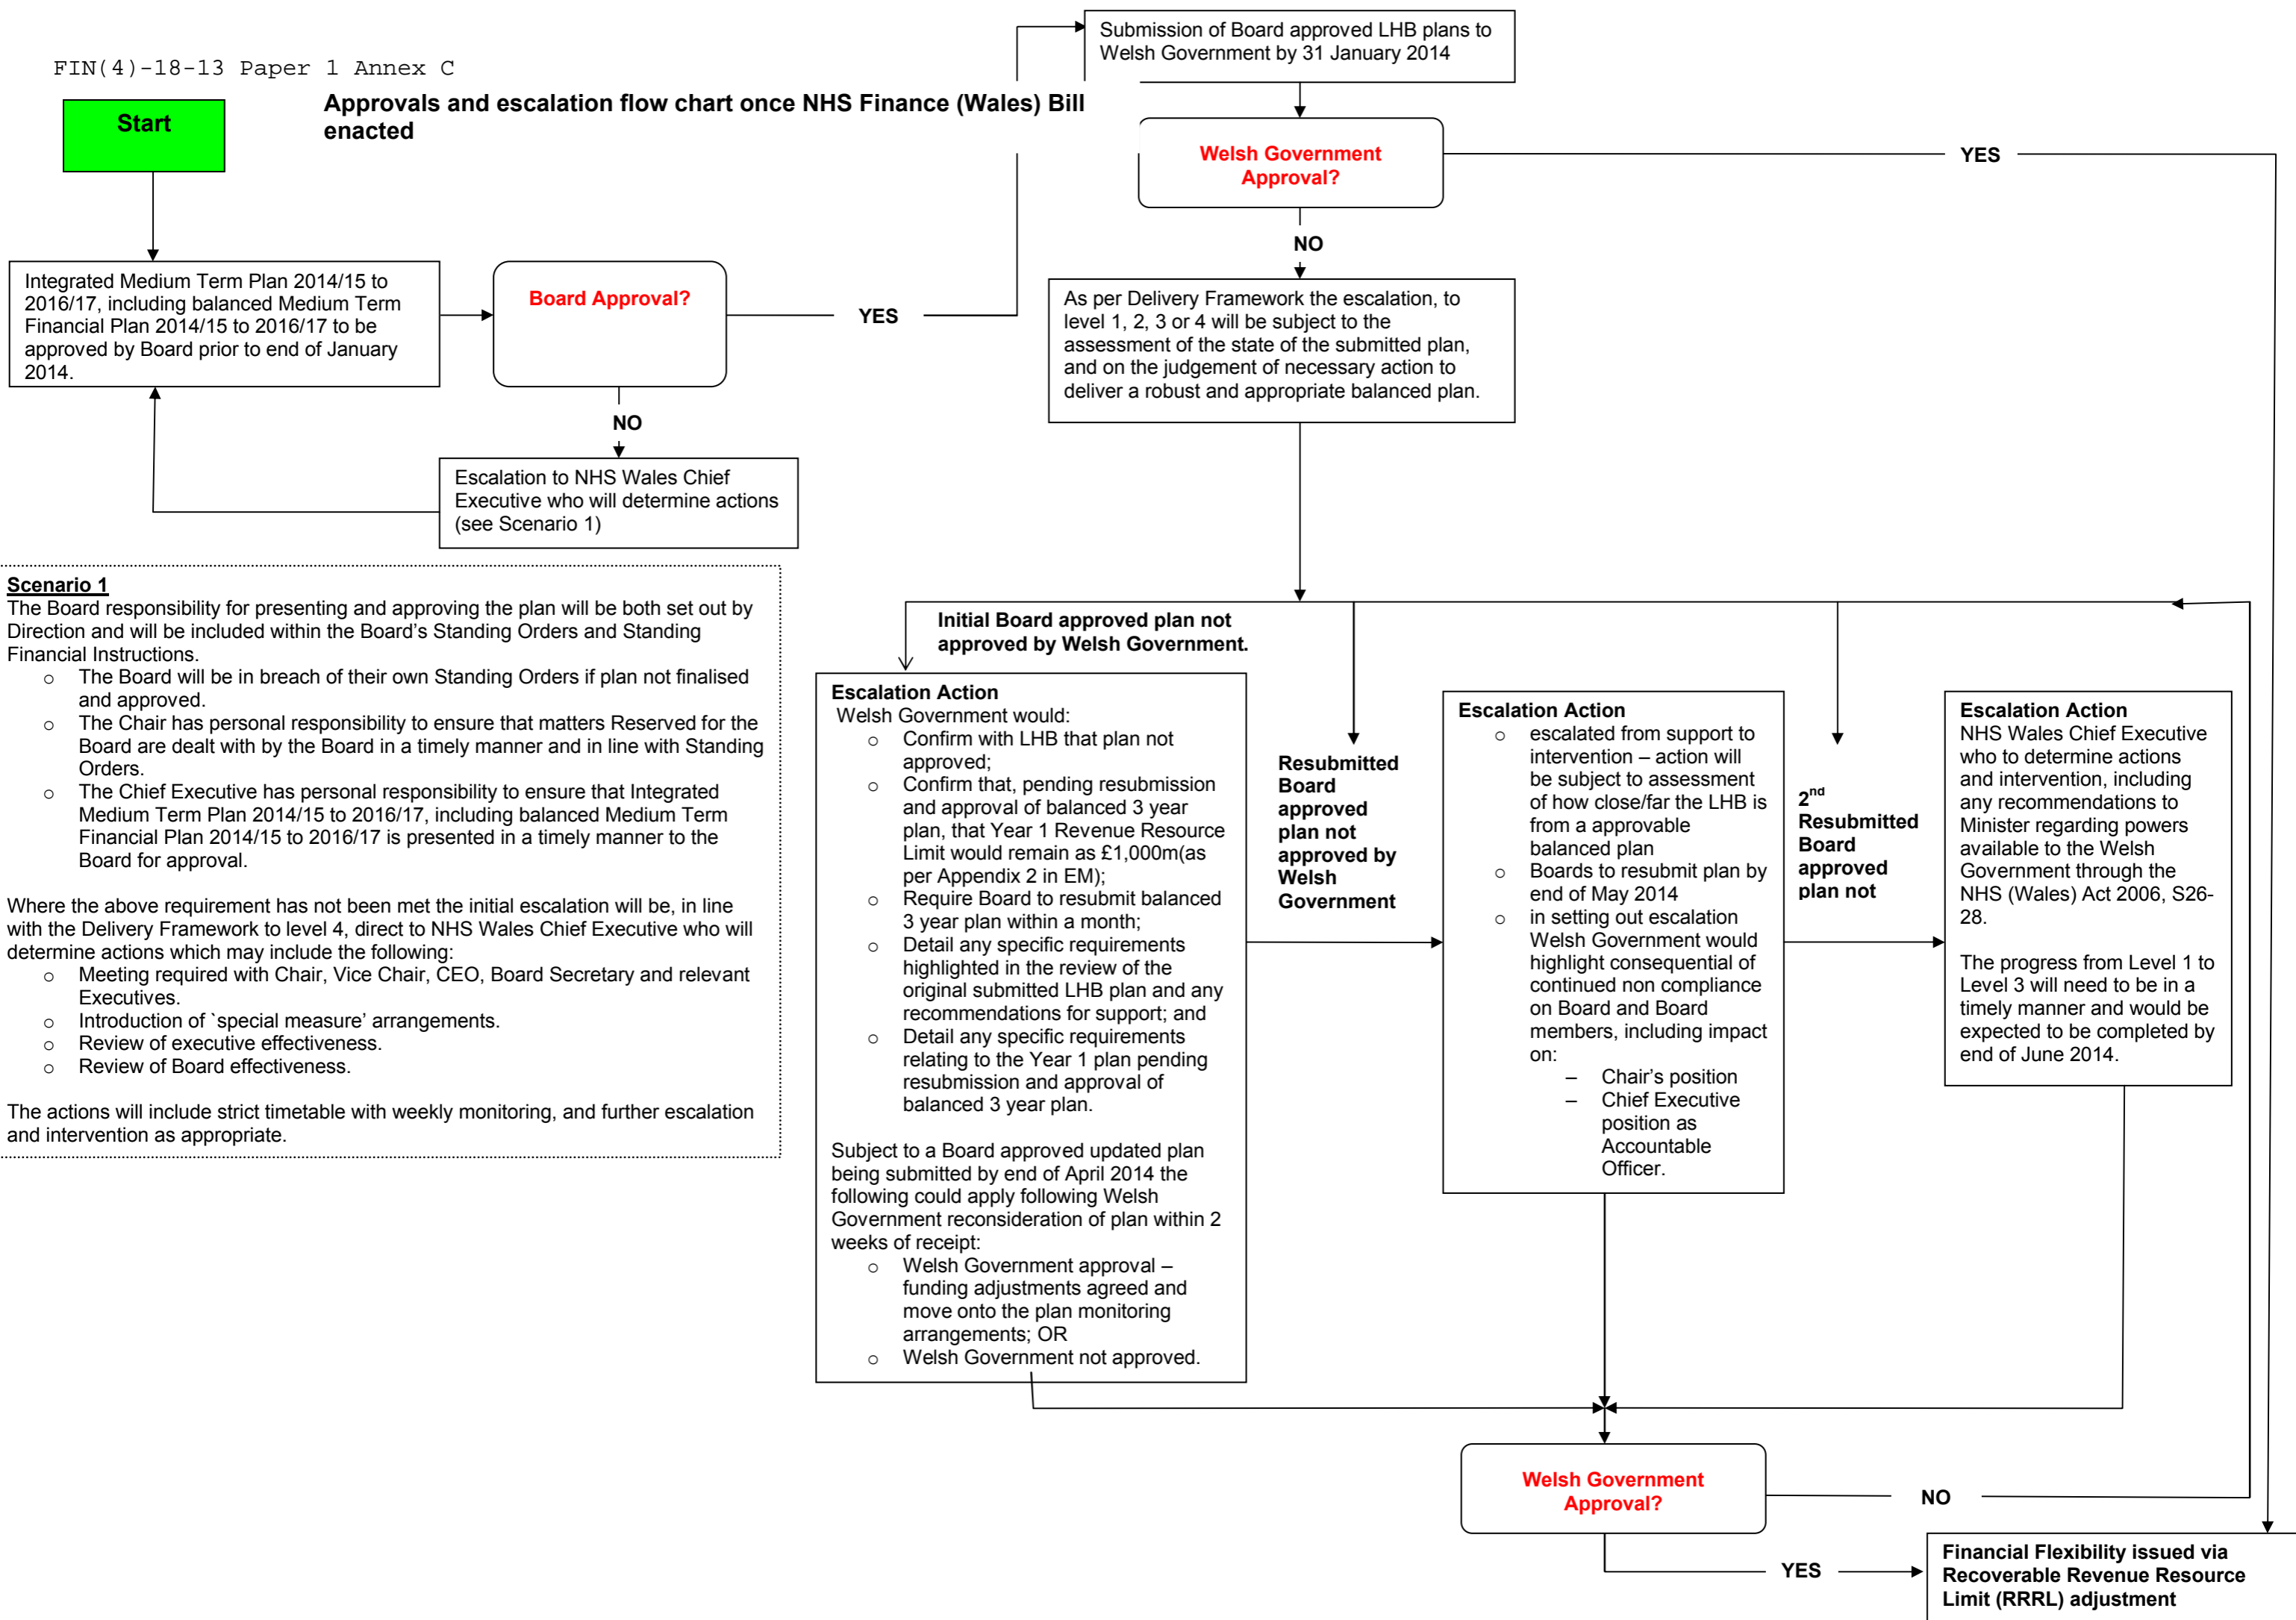 FIN(4)-18-13 Paper 1 Annex C
Approvals and escalation flow chart once NHS Finance (Wales) Bill
enacted
Start
Integrated Medium Term Plan 2014/15 to
2016/17, including balanced Medium Term
Financial Plan 2014/15 to 2016/17 to be
approved by Board prior to end of January
2014.
Board Approval?
YES
NO
Escalation to NHS Wales Chief
Executive who will determine actions
(see Scenario 1)
Submission of Board approved LHB plans to
Welsh Government by 31 January 2014
Welsh Government
Approval?
YES
NO
As per Delivery Framework the escalation, to
level 1, 2, 3 or 4 will be subject to the
assessment of the state of the submitted plan,
and on the judgement of necessary action to
deliver a robust and appropriate balanced plan.
Scenario 1
The Board responsibility for presenting and approving the plan will be both set out by
Direction and will be included within the Board's Standing Orders and Standing
Financial Instructions.
o The Board will be in breach of their own Standing Orders if plan not finalised
and approved.
o The Chair has personal responsibility to ensure that matters Reserved for the
Board are dealt with by the Board in a timely manner and in line with Standing
Orders.
o The Chief Executive has personal responsibility to ensure that Integrated
Medium Term Plan 2014/15 to 2016/17, including balanced Medium Term
Financial Plan 2014/15 to 2016/17 is presented in a timely manner to the
Board for approval.
Where the above requirement has not been met the initial escalation will be, in line
with the Delivery Framework to level 4, direct to NHS Wales Chief Executive who will
determine actions which may include the following:
o Meeting required with Chair, Vice Chair, CEO, Board Secretary and relevant
Executives.
o Introduction of `special measure' arrangements.
o Review of executive effectiveness.
o Review of Board effectiveness.
The actions will include strict timetable with weekly monitoring, and further escalation
and intervention as appropriate.
Initial Board approved plan not
approved by Welsh Government.
Escalation Action
Welsh Government would:
o Confirm with LHB that plan not
approved;
o Confirm that, pending resubmission
and approval of balanced 3 year
plan, that Year 1 Revenue Resource
Limit would remain as £1,000m(as
per Appendix 2 in EM);
o Require Board to resubmit balanced
3 year plan within a month;
o Detail any specific requirements
highlighted in the review of the
original submitted LHB plan and any
recommendations for support; and
o Detail any specific requirements
relating to the Year 1 plan pending
resubmission and approval of
balanced 3 year plan.
Subject to a Board approved updated plan
being submitted by end of April 2014 the
following could apply following Welsh
Government reconsideration of plan within 2
weeks of receipt:
o Welsh Government approval –
funding adjustments agreed and
move onto the plan monitoring
arrangements; OR
o Welsh Government not approved.
Resubmitted
Board
approved
plan not
approved by
Welsh
Government
Escalation Action
o escalated from support to
intervention – action will
be subject to assessment
of how close/far the LHB is
from a approvable
balanced plan
o Boards to resubmit plan by
end of May 2014
o in setting out escalation
Welsh Government would
highlight consequential of
continued non compliance
on Board and Board
members, including impact
on:
– Chair's position
– Chief Executive
position as
Accountable
Officer.
2nd
Resubmitted
Board
approved
plan not
Escalation Action
NHS Wales Chief Executive
who to determine actions
and intervention, including
any recommendations to
Minister regarding powers
available to the Welsh
Government through the
NHS (Wales) Act 2006, S26-
28.
The progress from Level 1 to
Level 3 will need to be in a
timely manner and would be
expected to be completed by
end of June 2014.
Welsh Government
Approval?
NO
YES
Financial Flexibility issued via
Recoverable Revenue Resource
Limit (RRRL) adjustment